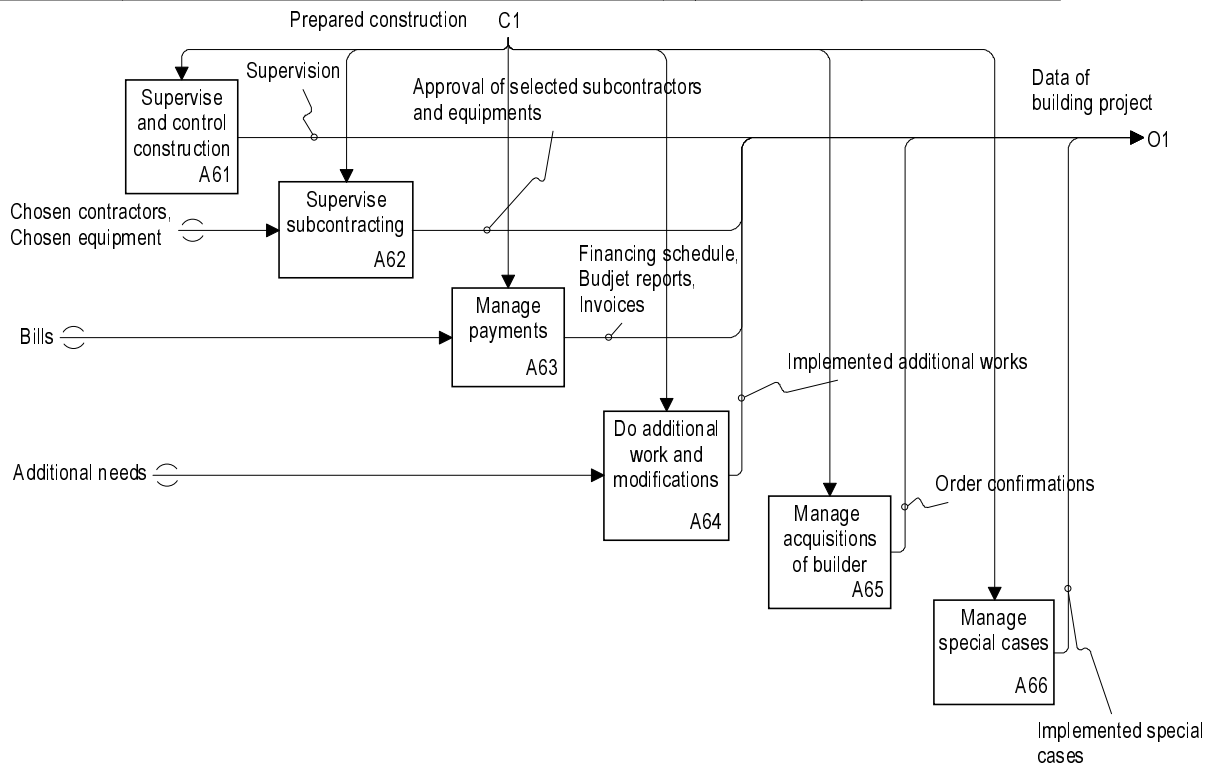 Prepared construction C1
Supervision
Approval of selected subcontractors
and equipments
Data of
building project
O1
Supervise
and control
construction
A61
Chosen contractors,
Chosen equipment
Supervise
subcontracting
A62
Financing schedule,
Budjet reports,
Invoices
Bills
Manage
payments
A63
Implemented additional works
Additional needs
Do additional
work and
modifications
A64
Order confirmations
Manage
acquisitions
of builder
A65
Manage
special cases
A66
Implemented special
cases